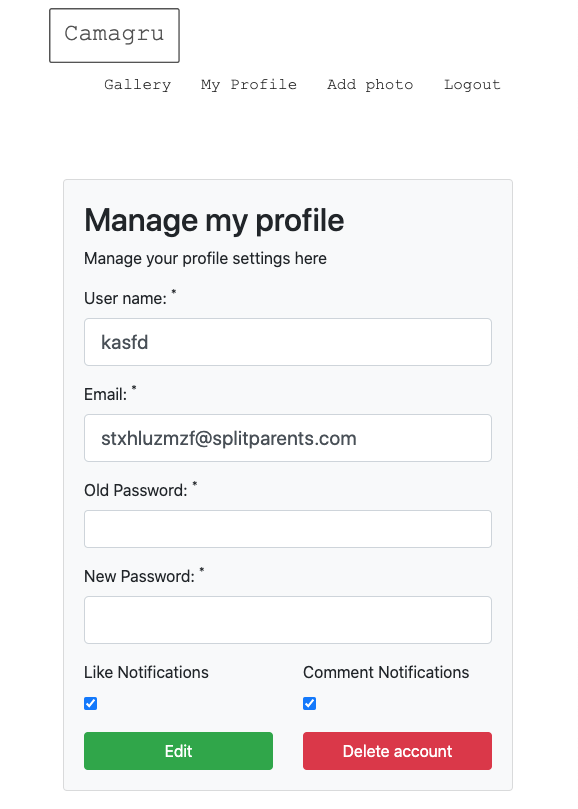 Camagru
Gallery My Profile Add photo Logout
Manage my profile
Manage your profile settings here
User name: *
kasfd
Email: *
stxhluzmzf@splitparents.com
Old Password: *
New Password: *
Like Notifications Comment Notifications
Edit Delete account